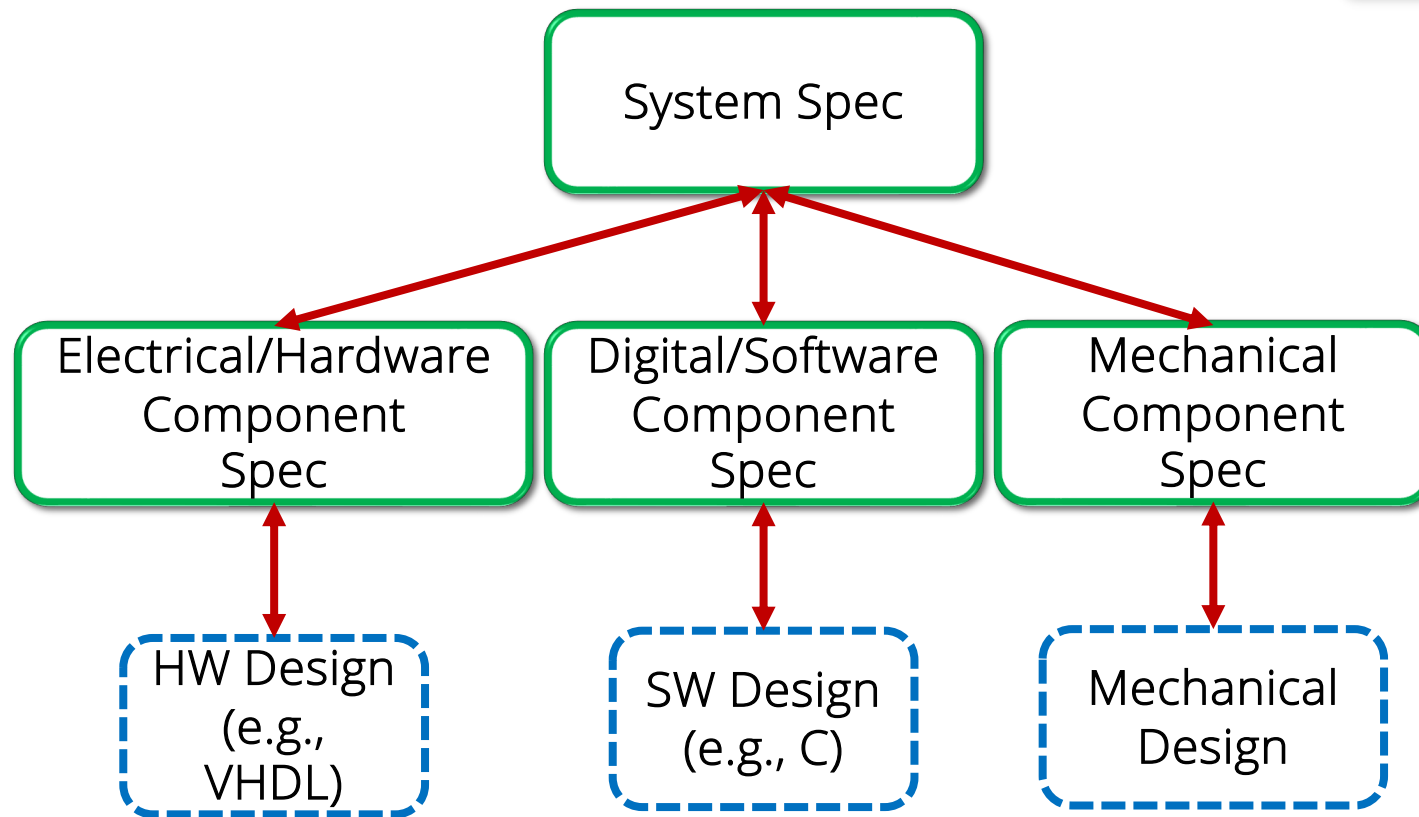 System Spec
Electrical/Hardware
Component
Spec
Digital/Software
Component
Spec
Mechanical
Component
Spec
HW Design
(e.g.,
VHDL)
SW Design
(e.g., C)
Mechanical
Design